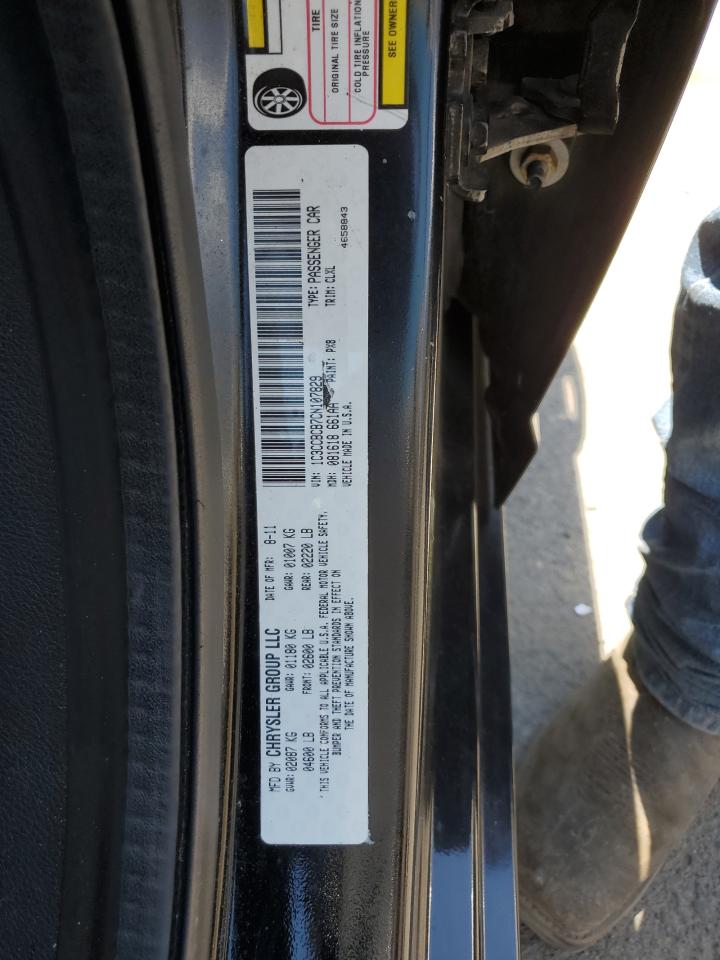 TIRE
ORIGINAL TIRE SIZE
COLD TIRE INFLATION
PRESSURE
SEE OWNER
MFD BY CHRYSLER GROUP LLC DATE OF MFR: 8-11
GVWR: 02087 KG GAWR: 01180 KG GAWR: 01007 KG
04600 LB FRONT: 02600 LB REAR: 02220 LB
THIS VEHICLE CONFORMS TO ALL APPLICABLE U.S.A. FEDERAL MOTOR VEHICLE SAFETY,
BUMPER AND THEFT PREVENTION STANDARDS IN EFFECT ON
THE DATE OF MANUFACTURE SHOWN ABOVE.
VIN: 1C3CCBCB7CN107829 TYPE: PASSENGER CAR
MDH: 081618 661AA PAINT: PXB TRIM: CLXL
VEHICLE MADE IN U.S.A. 4658843